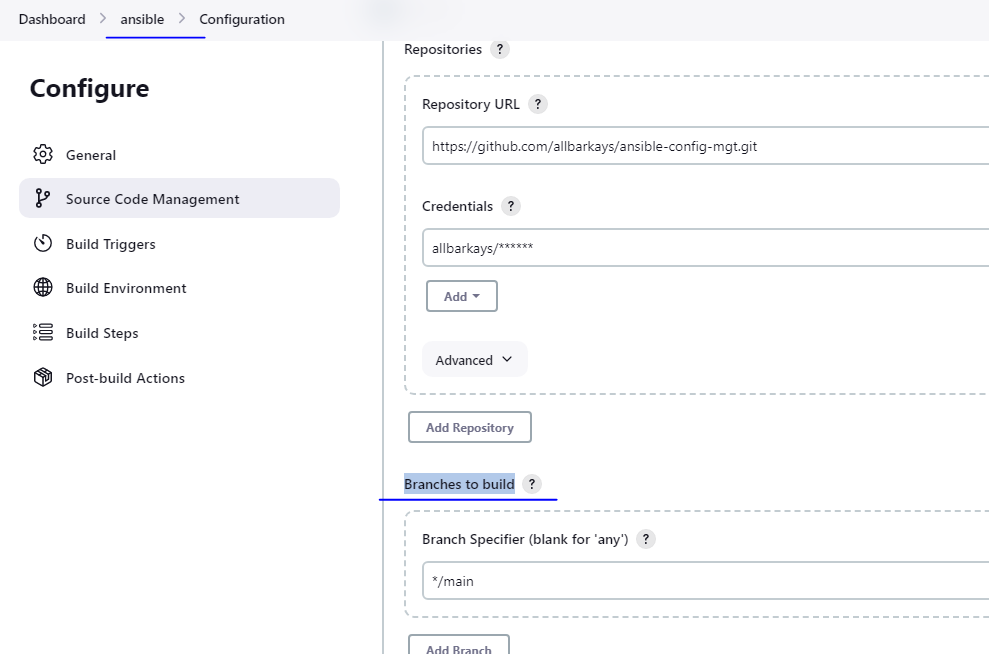 Dashboard > ansible > Configuration
Configure
General
Source Code Management
Build Triggers
Build Environment
Build Steps
Post-build Actions
Repositories ?
Repository URL ?
https://github.com/allbarkays/ansible-config-mgt.git
Credentials ?
allbarkays/******
Add
Advanced
Add Repository
Branches to build ?
Branch Specifier (blank for 'any') ?
*/main
Add Branch